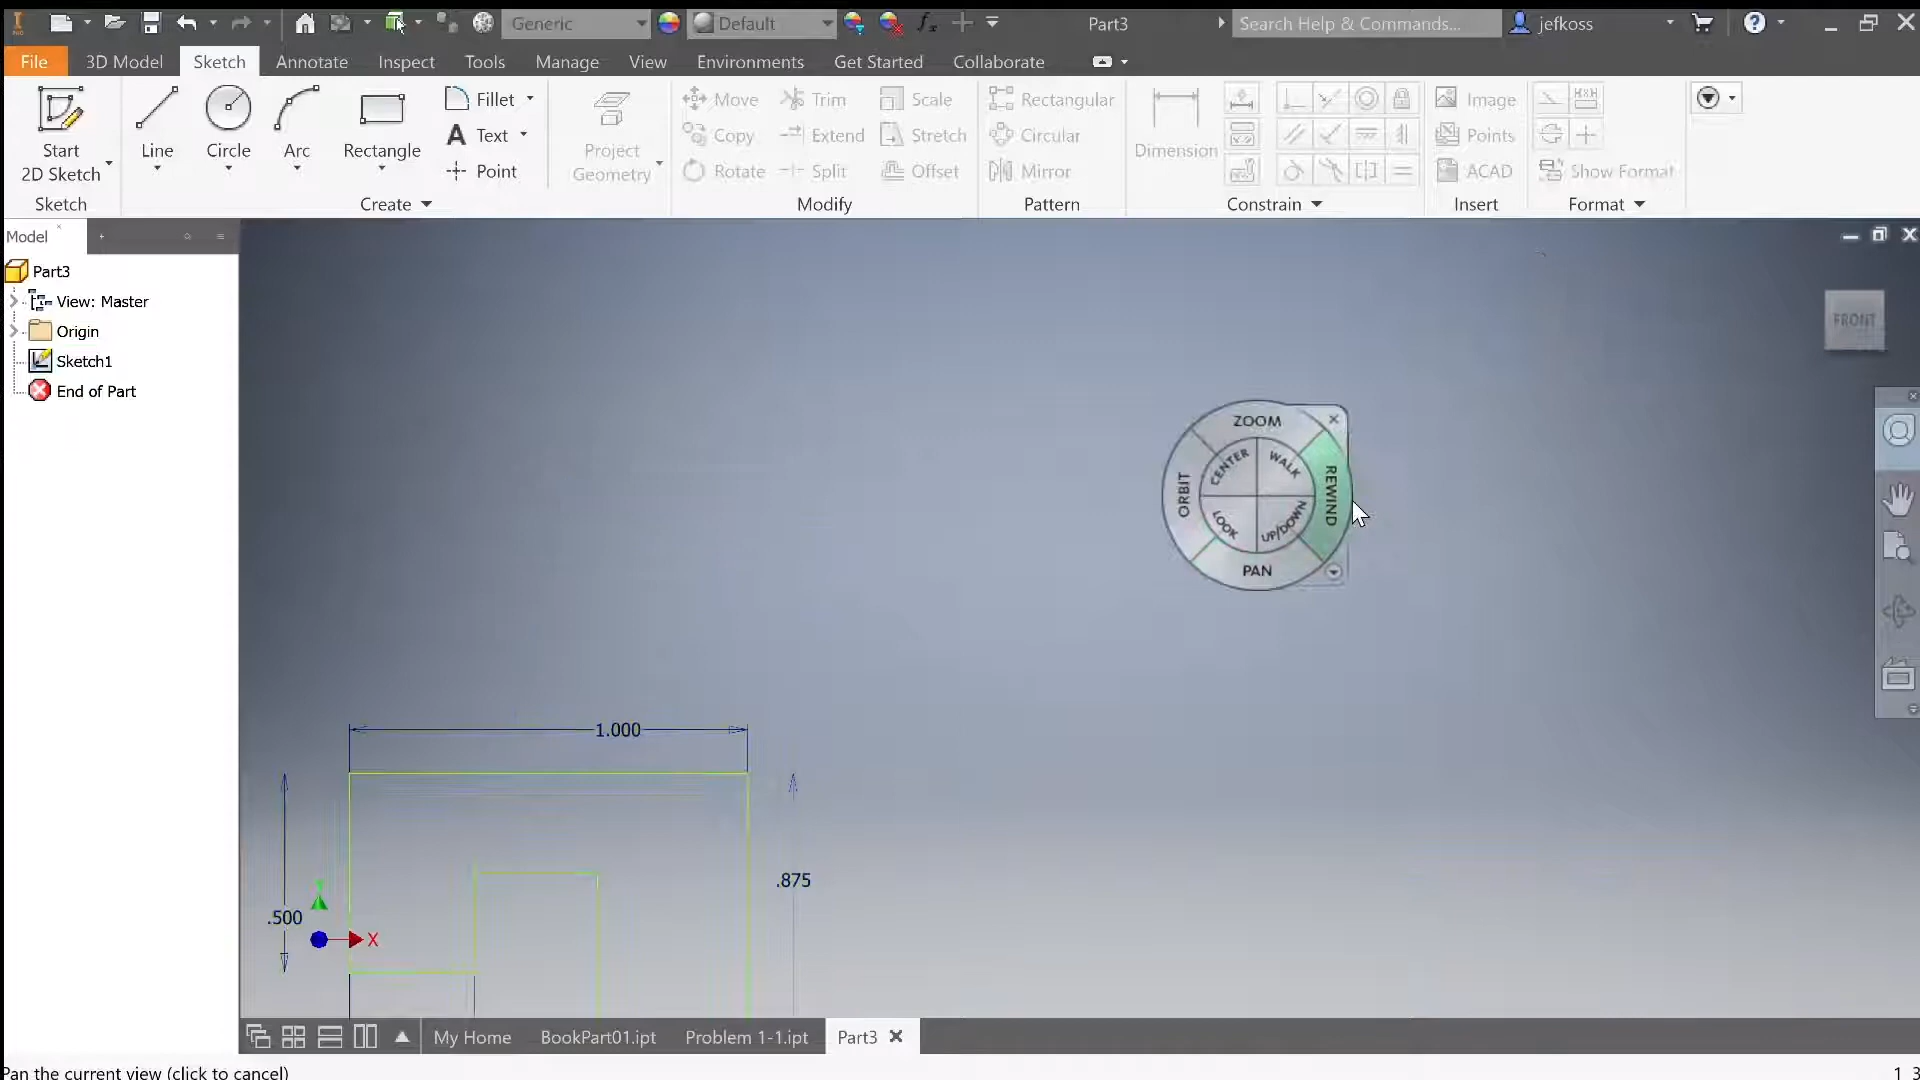 Generic Default Part3 Search Help & Commands... jefkoss
File 3D Model Sketch Annotate Inspect Tools Manage View Environments Get Started Collaborate
Start 2D Sketch
Line
Circle
Arc
Rectangle
Fillet
Text
Point
Project Geometry
Move
Copy
Rotate
Trim
Extend
Split
Scale
Stretch
Offset
Rectangular
Circular
Mirror
Dimension
Image
Points
ACAD
Show Format
Sketch Create Modify Pattern Constrain Insert Format
Model
Part3
View: Master
Origin
Sketch1
End of Part
FRONT
ZOOM
CENTER
WALK
ORBIT
REWIND
LOOK
UP/DOWN
PAN
1.000
.875
.500
X
My Home BookPart01.ipt Problem 1-1.ipt Part3
Pan the current view (click to cancel)
1 3